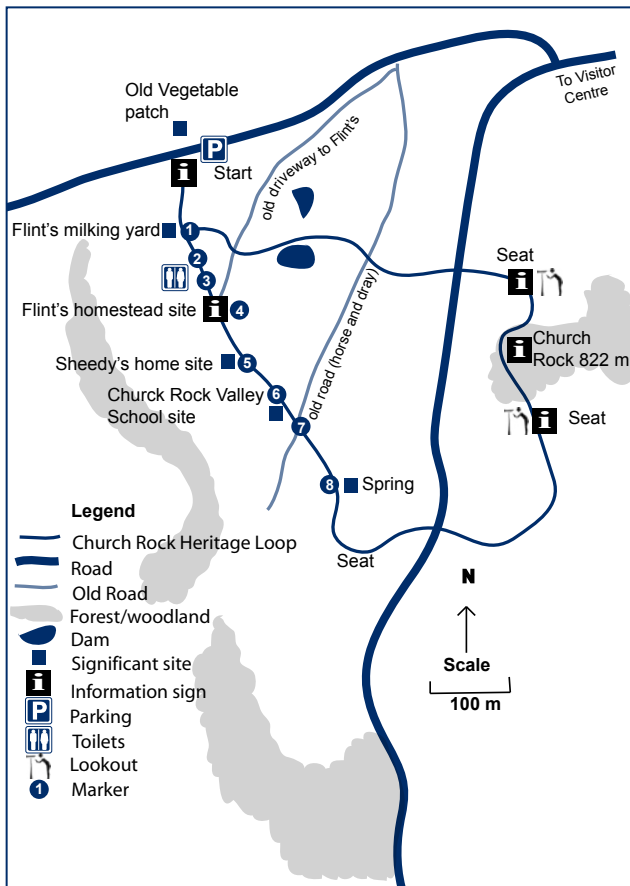 To Visitor
Centre
Old Vegetable
patch
P
i
Start
old driveway to Flint's
Flint's milking yard
1
2
3
Flint's homestead site
i
4
Seat
i
i
Church
Rock 822 m
i
Seat
old road (horse and dray)
Sheedy's home site
5
Churck Rock Valley
School site
6
7
8
Spring
Seat
Legend
Church Rock Heritage Loop
Road
Old Road
Forest/woodland
Dam
Significant site
i
Information sign
P
Parking
Toilets
Lookout
1
Marker
N
Scale
100 m